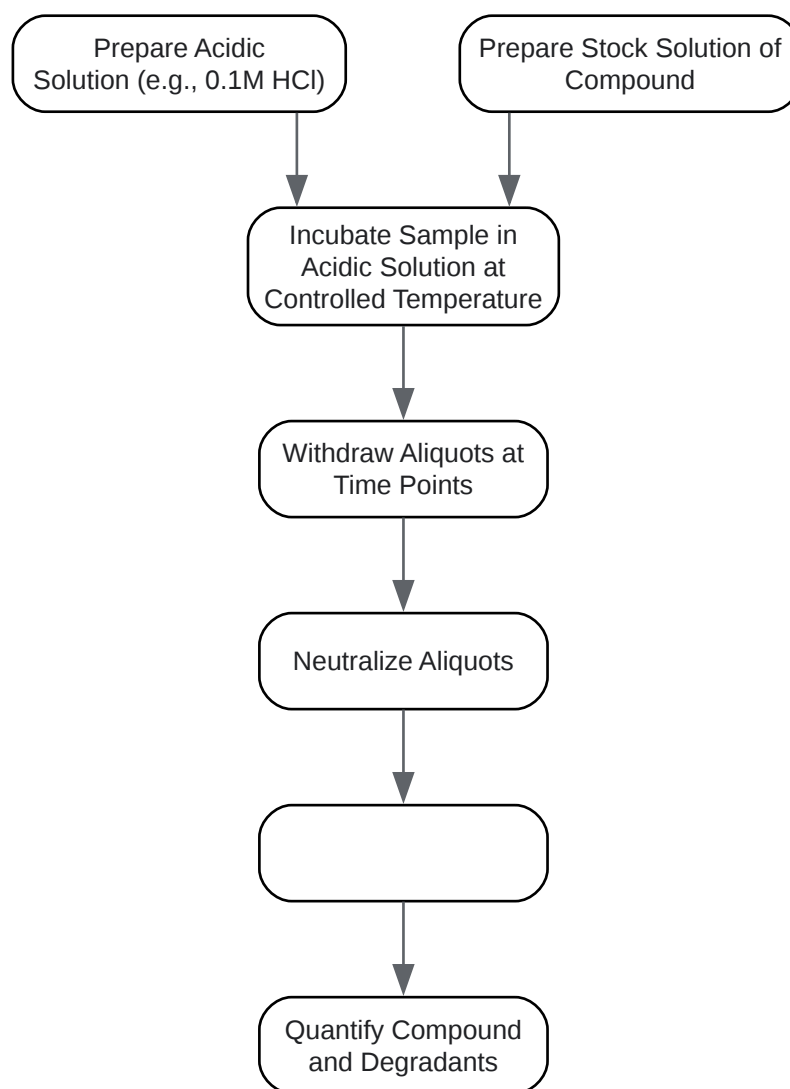 Prepare Acidic
Solution (e.g., 0.1M HCl)
Prepare Stock Solution of
Compound
Incubate Sample in
Acidic Solution at
Controlled Temperature
Withdraw Aliquots at
Time Points
Neutralize Aliquots
Quantify Compound
and Degradants